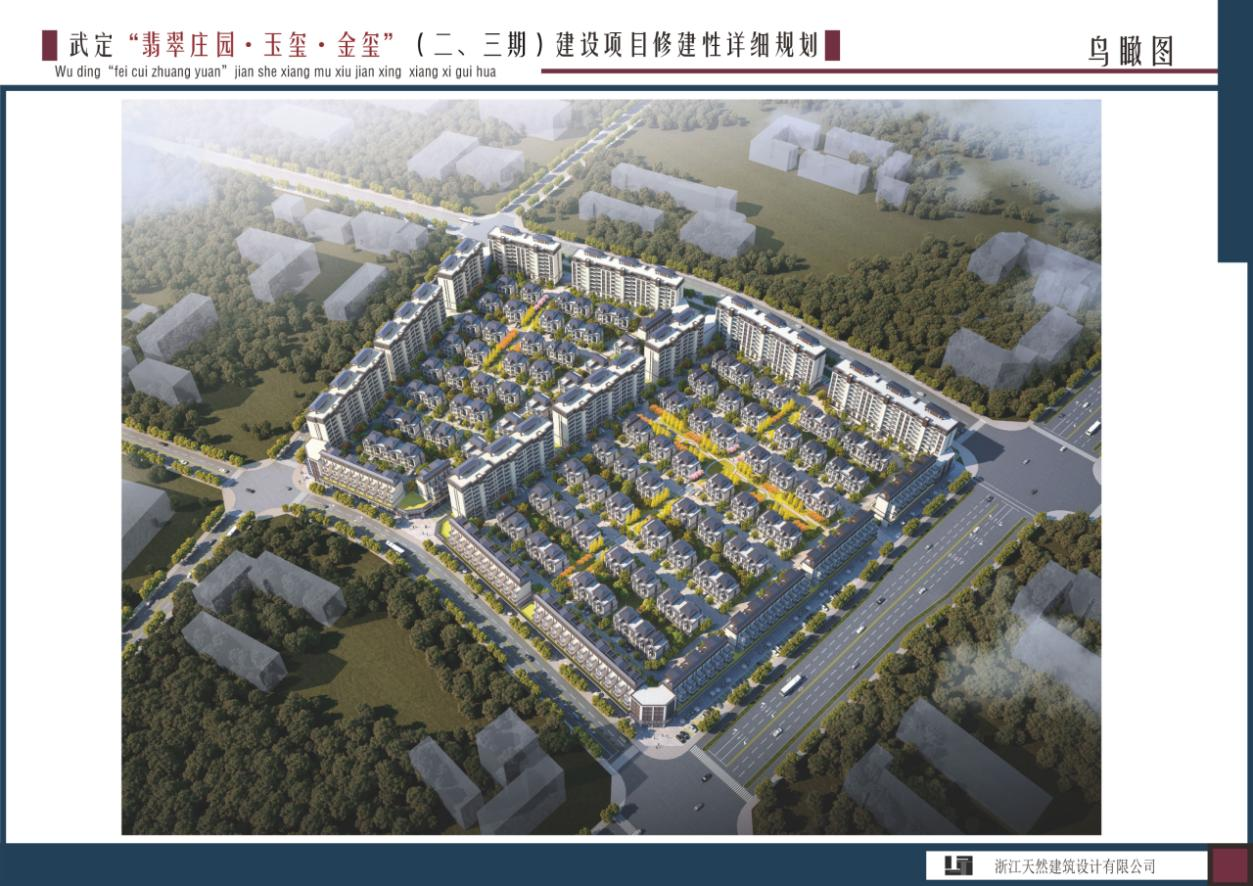 武定“翡翠庄园·玉玺·金玺”（二、三期）建设项目修建性详细规划
Wu ding “fei cui zhuang yuan” jian she xiang mu xiu jian xing xiang xi gui hua
鸟瞰图
浙江天然建筑设计有限公司